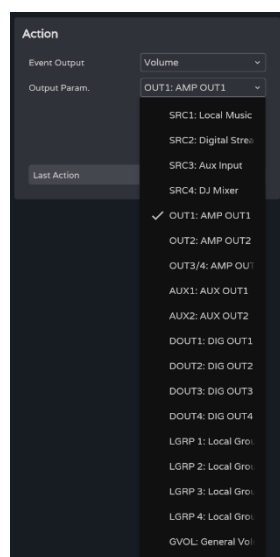 Action
Event Output
Volume
Output Param.
OUT1: AMP OUT1
SRC1: Local Music
SRC2: Digital Strea
SRC3: Aux Input
Last Action
SRC4: DJ Mixer
OUT1: AMP OUT1
OUT2: AMP OUT2
OUT3/4: AMP OUT
AUX1: AUX OUT1
AUX2: AUX OUT2
DOUT1: DIG OUT1
DOUT2: DIG OUT2
DOUT3: DIG OUT3
DOUT4: DIG OUT4
LGRP 1: Local Grou
LGRP 2: Local Grou
LGRP 3: Local Grou
LGRP 4: Local Grou
GVOL: General Vol